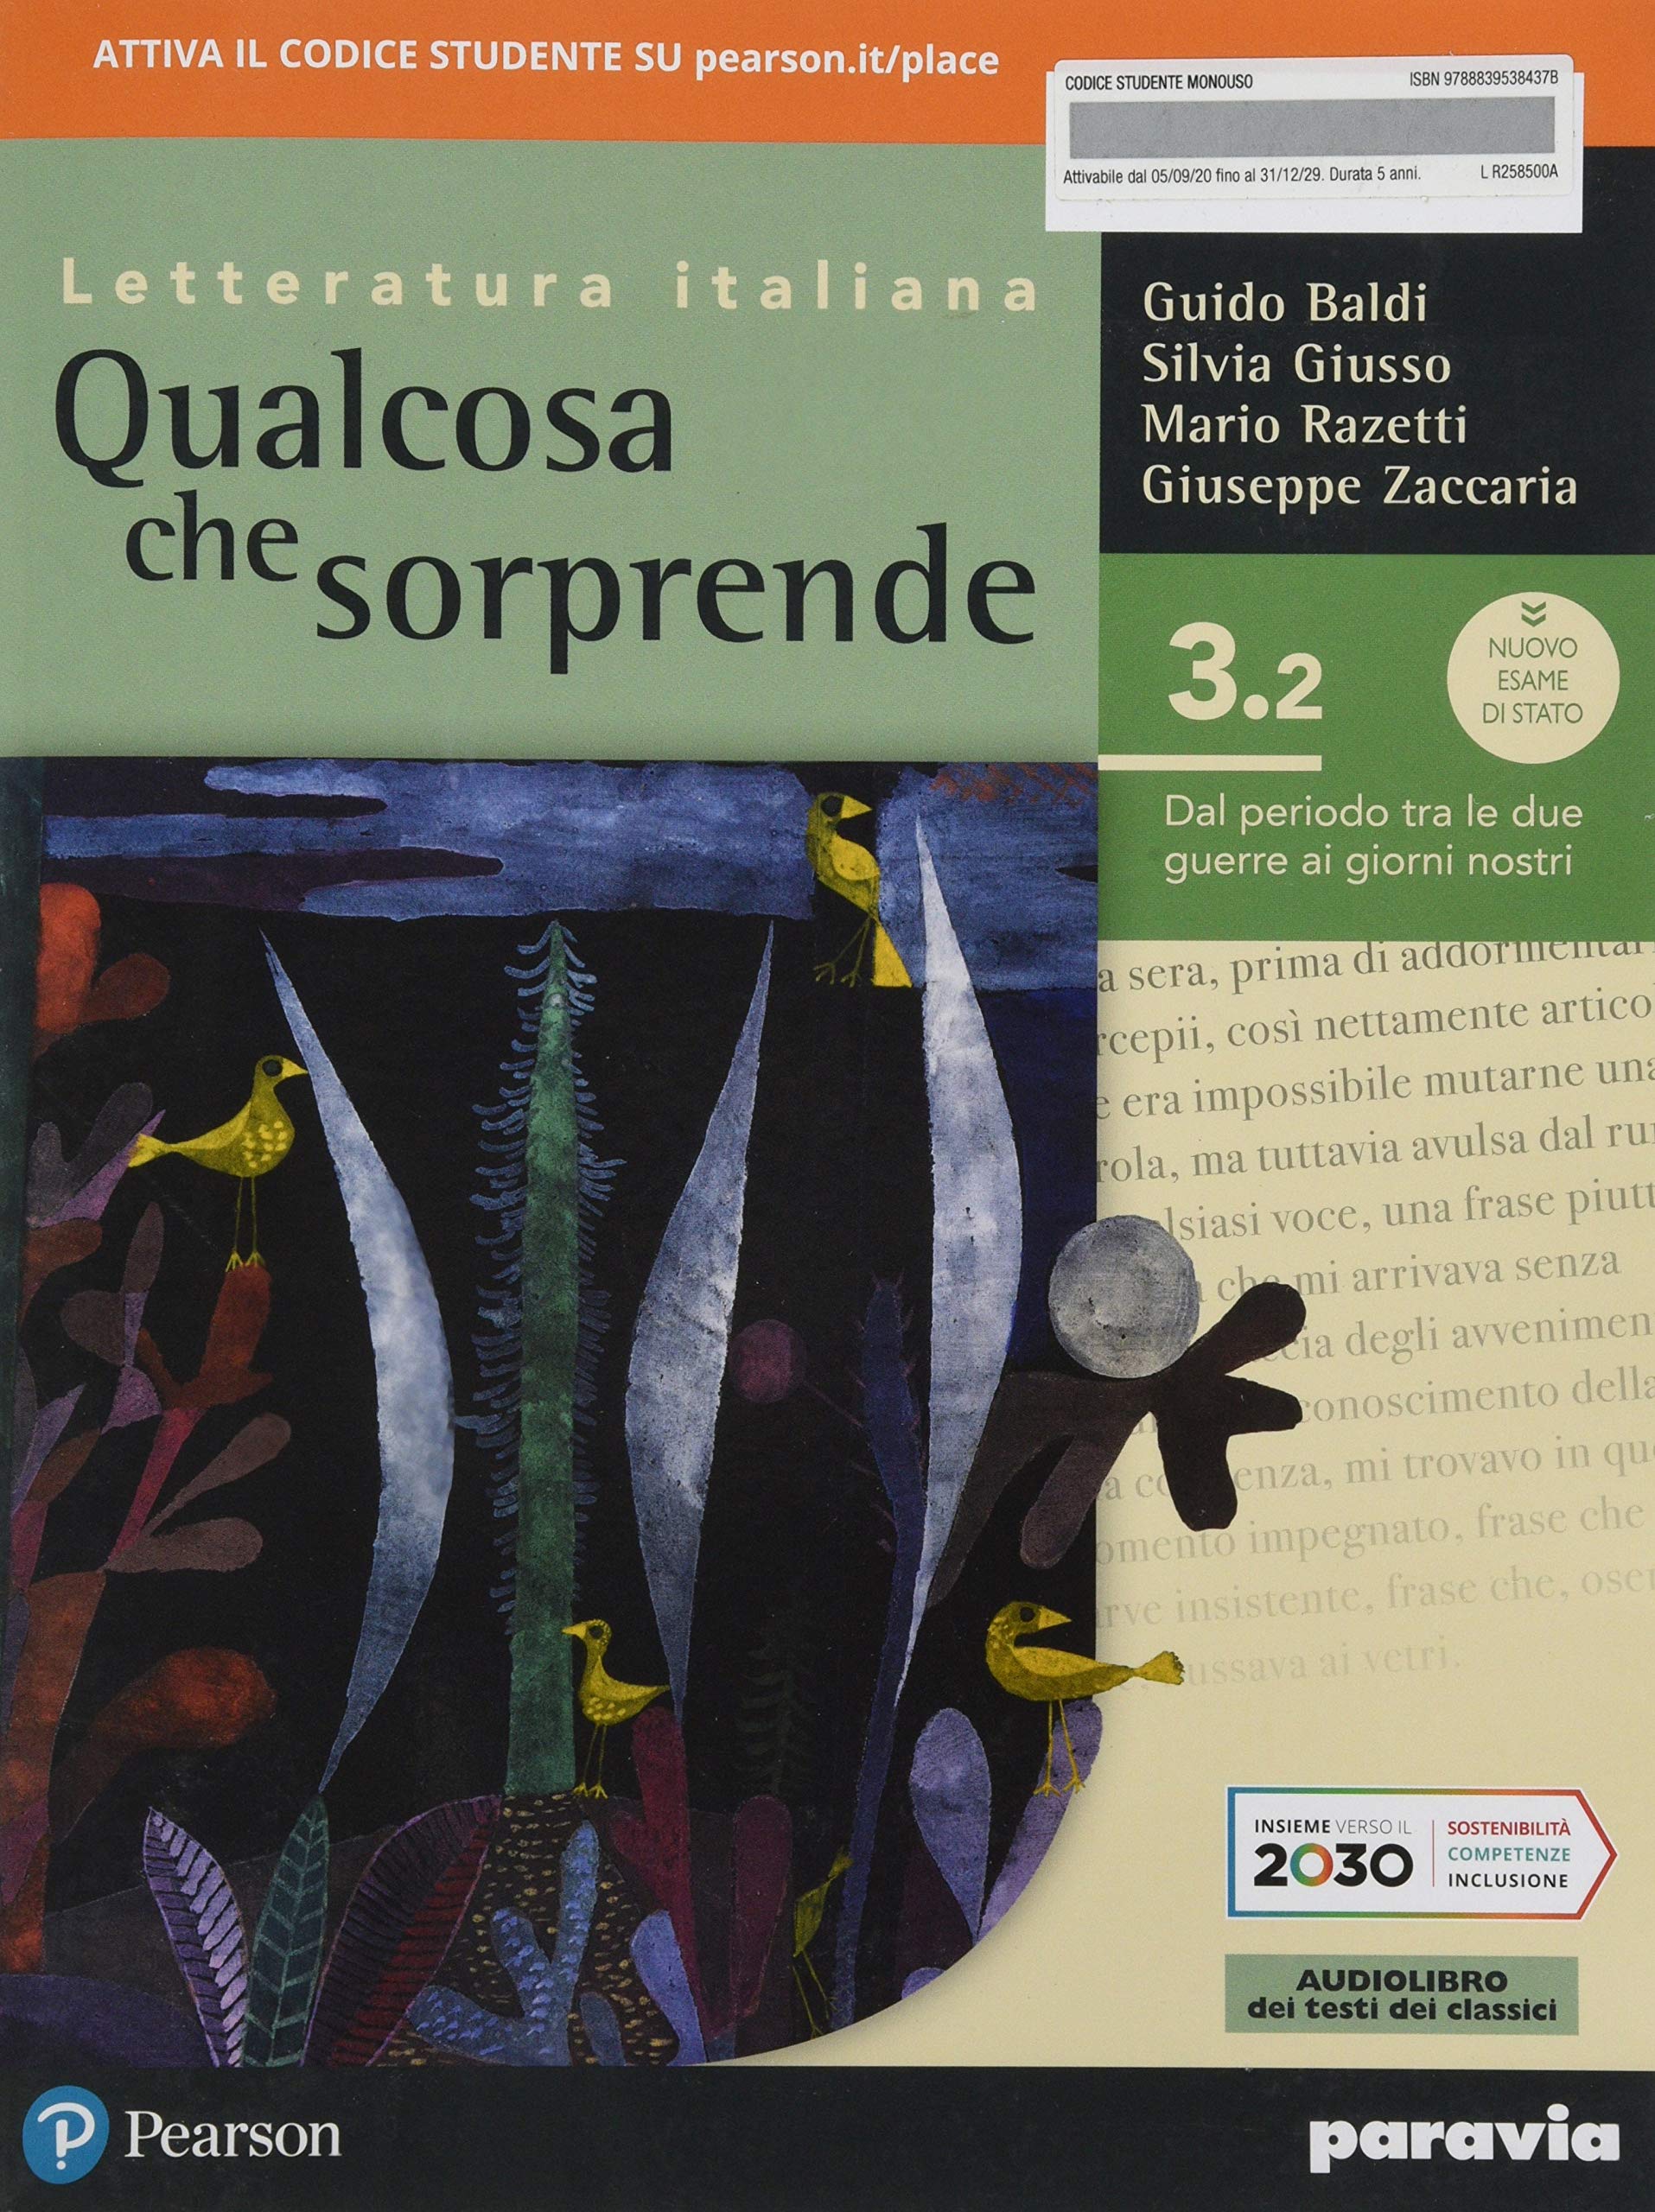 ATTIVA IL CODICE STUDENTE SU pearson.it/place
CODICE STUDENTE MONOUSO ISBN 9788839538437B
Attivabile dal 05/09/20 fino al 31/12/29. Durata 5 anni. L R258500A
Letteratura italiana
Qualcosa
che sorprende
Guido Baldi
Silvia Giusso
Mario Razetti
Giuseppe Zaccaria
3.2
NUOVO
ESAME
DI STATO
Dal periodo tra le due
guerre ai giorni nostri
a sera, prima di addormentar
rcepii, così nettamente artico
e era impossibile mutarne una
rola, ma tuttavia avulsa dal ru
lsiasi voce, una frase piutt
che mi arrivava senza
cia degli avvenimen
conoscimento della
a co enza, mi trovavo in qu
omento impegnato, frase che
rve insistente, frase che, ose
ussava ai vetri.
INSIEME VERSO IL
2030
SOSTENIBILITÀ
COMPETENZE
INCLUSIONE
AUDIOLIBRO
dei testi dei classici
Pearson
paravia